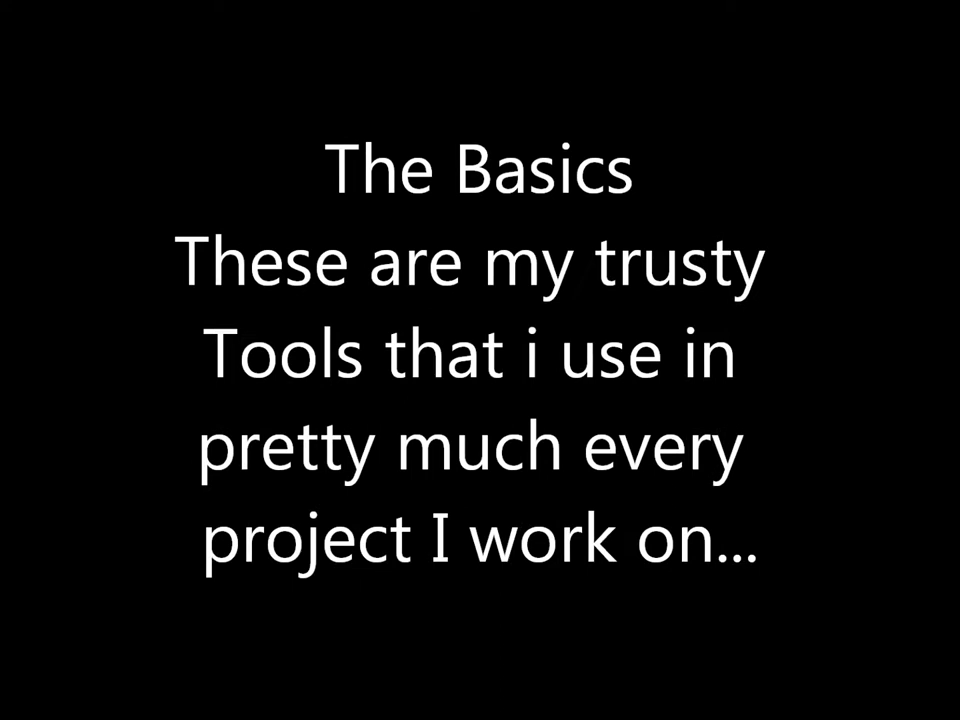 The Basics
These are my trusty
Tools that i use in
pretty much every
project I work on...